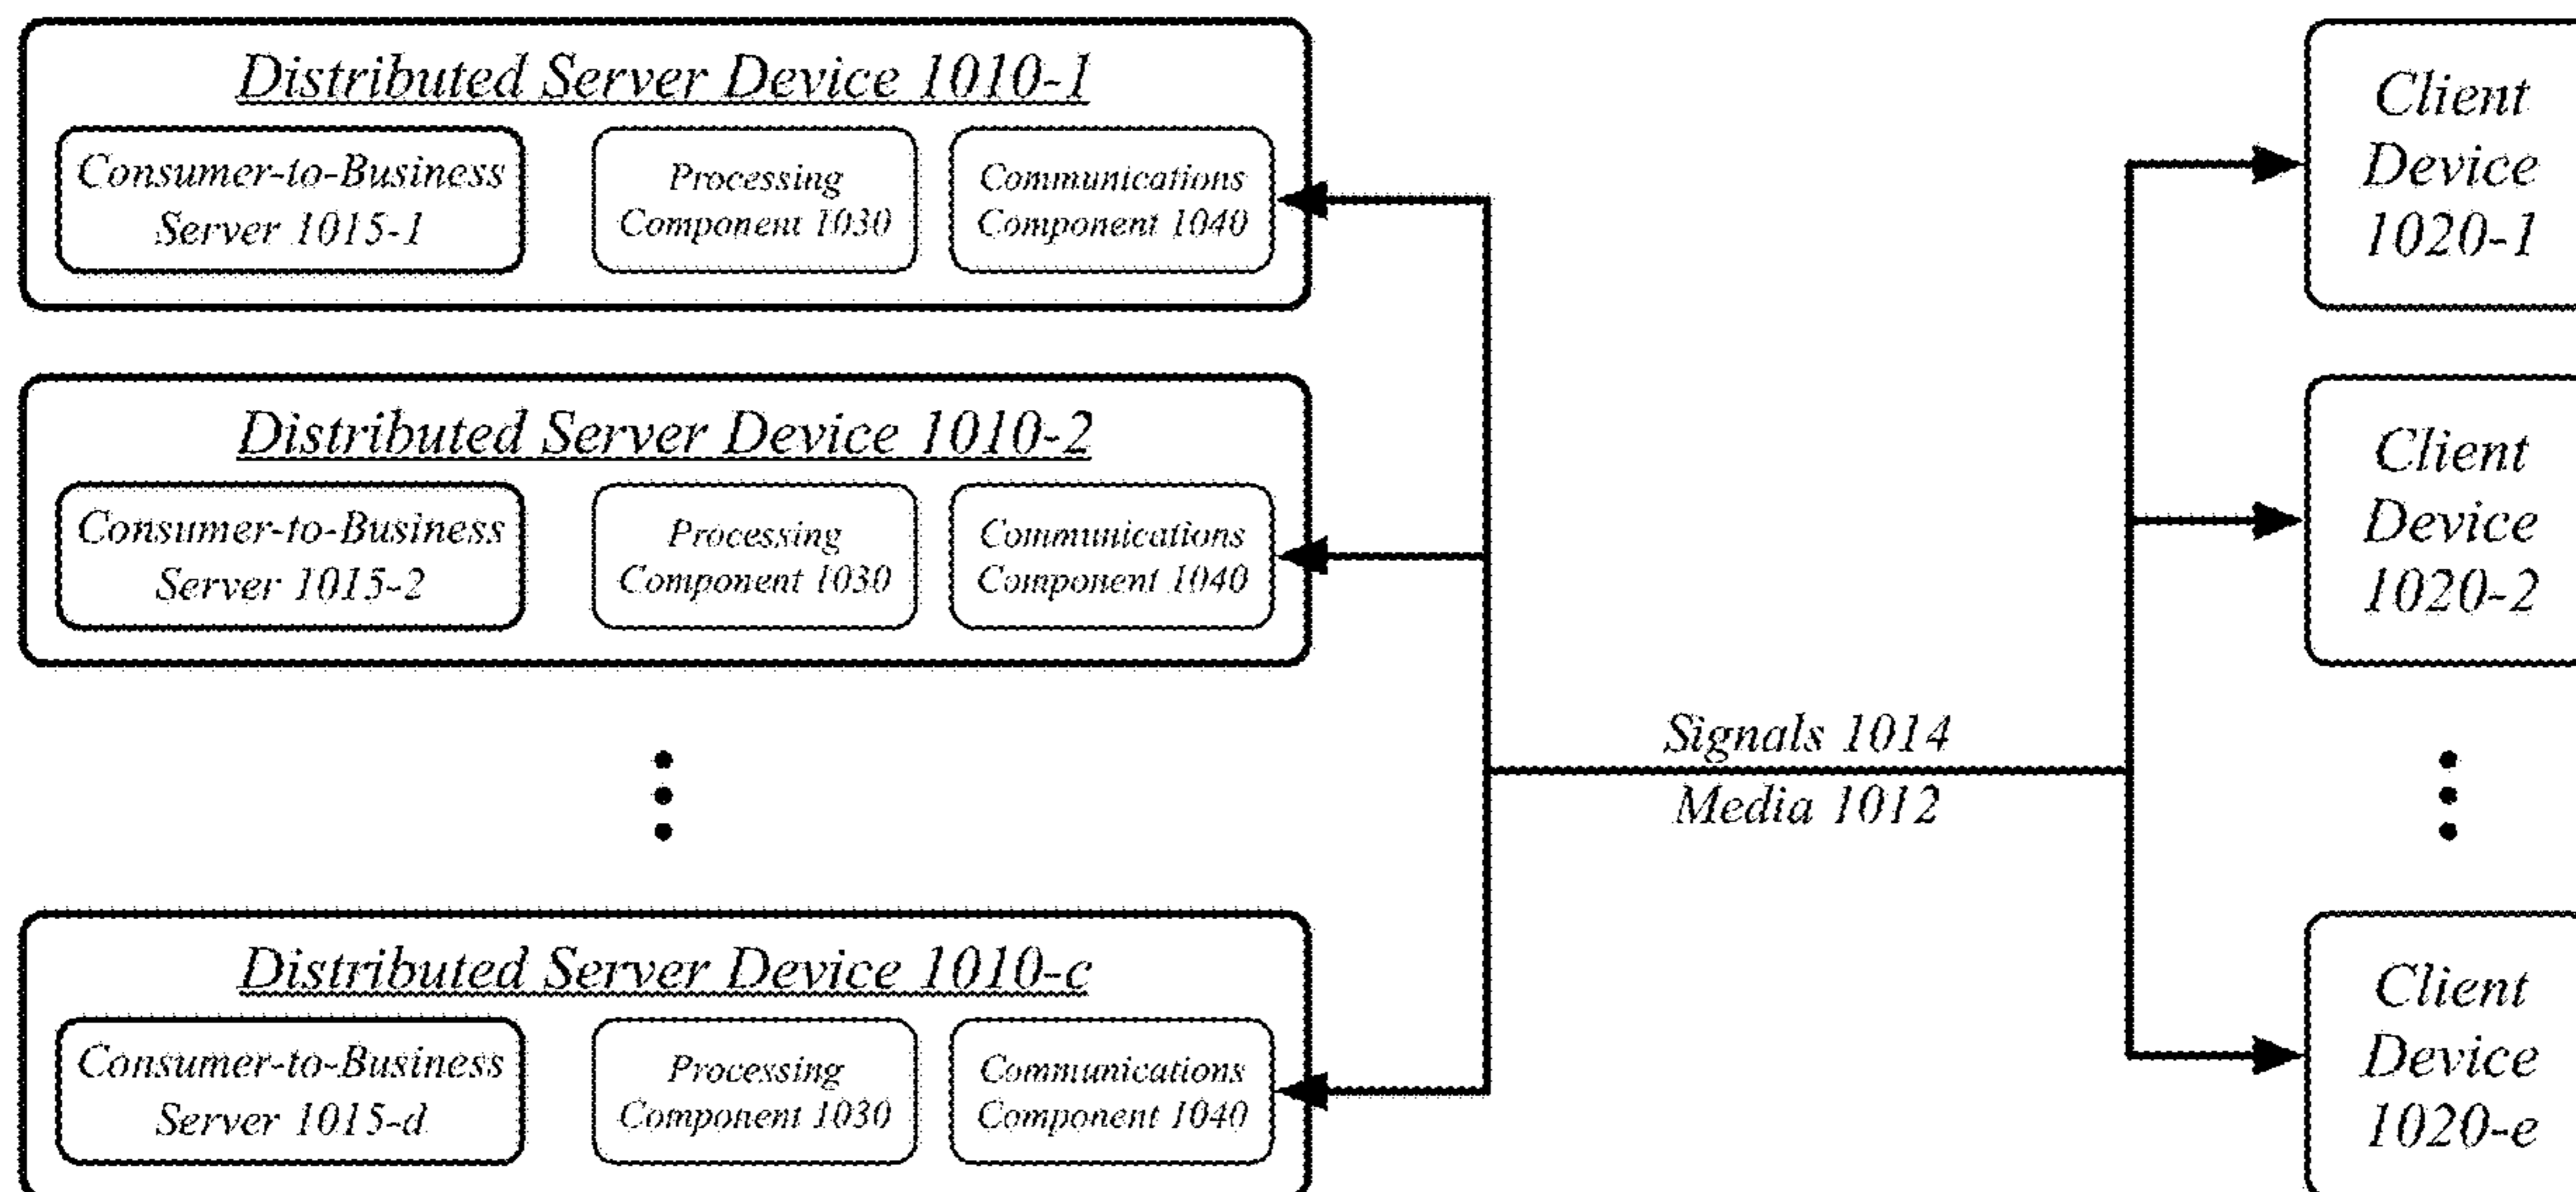 Distributed Server Device 1010-1
Consumer-to-Business
Server 1015-1
Processing
Component 1030
Communications
Component 1040
Client
Device
1020-1
Distributed Server Device 1010-2
Consumer-to-Business
Server 1015-2
Processing
Component 1030
Communications
Component 1040
Client
Device
1020-2
Signals 1014
Media 1012
Distributed Server Device 1010-c
Consumer-to-Business
Server 1015-d
Processing
Component 1030
Communications
Component 1040
Client
Device
1020-e